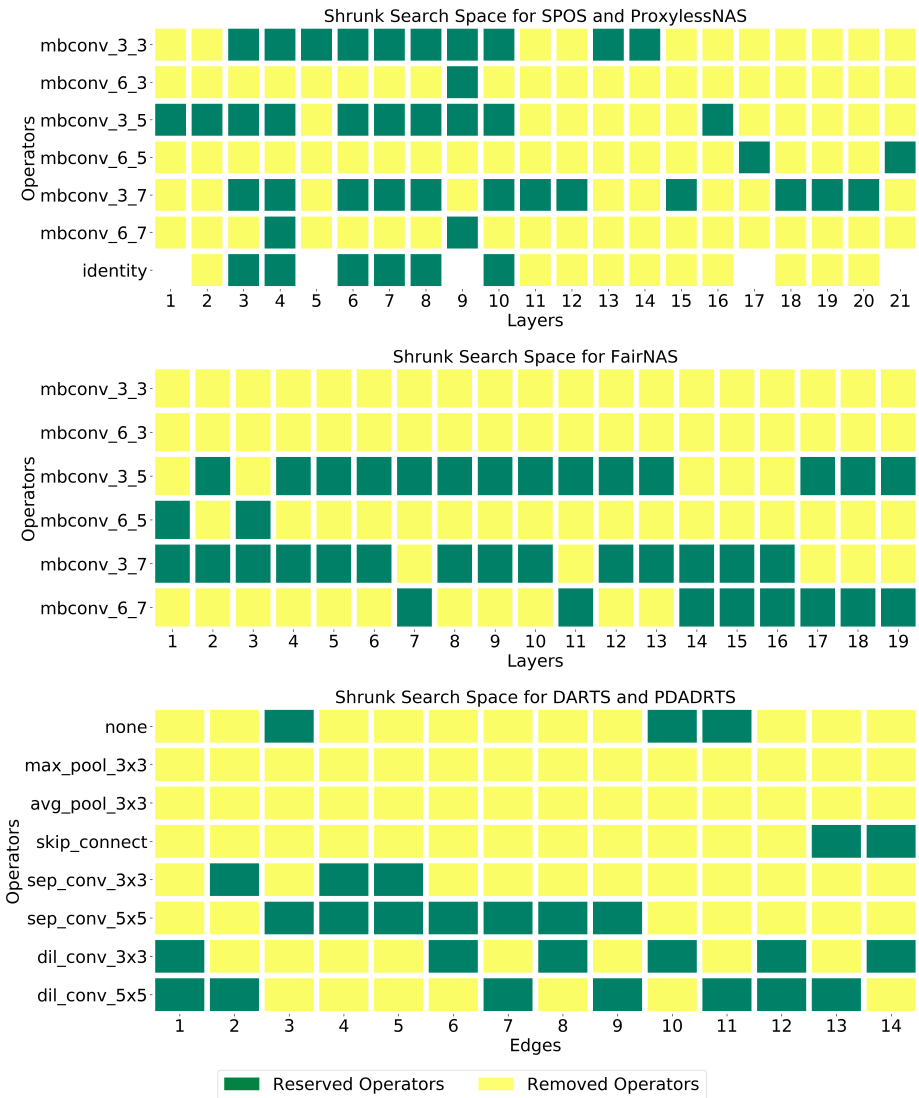 Shrunk Search Space for SPOS and ProxylessNAS
Operators
mbconv_3_3
mbconv_6_3
mbconv_3_5
mbconv_6_5
mbconv_3_7
mbconv_6_7
identity
1 2 3 4 5 6 7 8 9 10 11 12 13 14 15 16 17 18 19 20 21
Layers
Shrunk Search Space for FairNAS
Operators
mbconv_3_3
mbconv_6_3
mbconv_3_5
mbconv_6_5
mbconv_3_7
mbconv_6_7
1 2 3 4 5 6 7 8 9 10 11 12 13 14 15 16 17 18 19
Layers
Shrunk Search Space for DARTS and PDADRTS
Operators
none
max_pool_3x3
avg_pool_3x3
skip_connect
sep_conv_3x3
sep_conv_5x5
dil_conv_3x3
dil_conv_5x5
1 2 3 4 5 6 7 8 9 10 11 12 13 14
Edges
Reserved Operators
Removed Operators